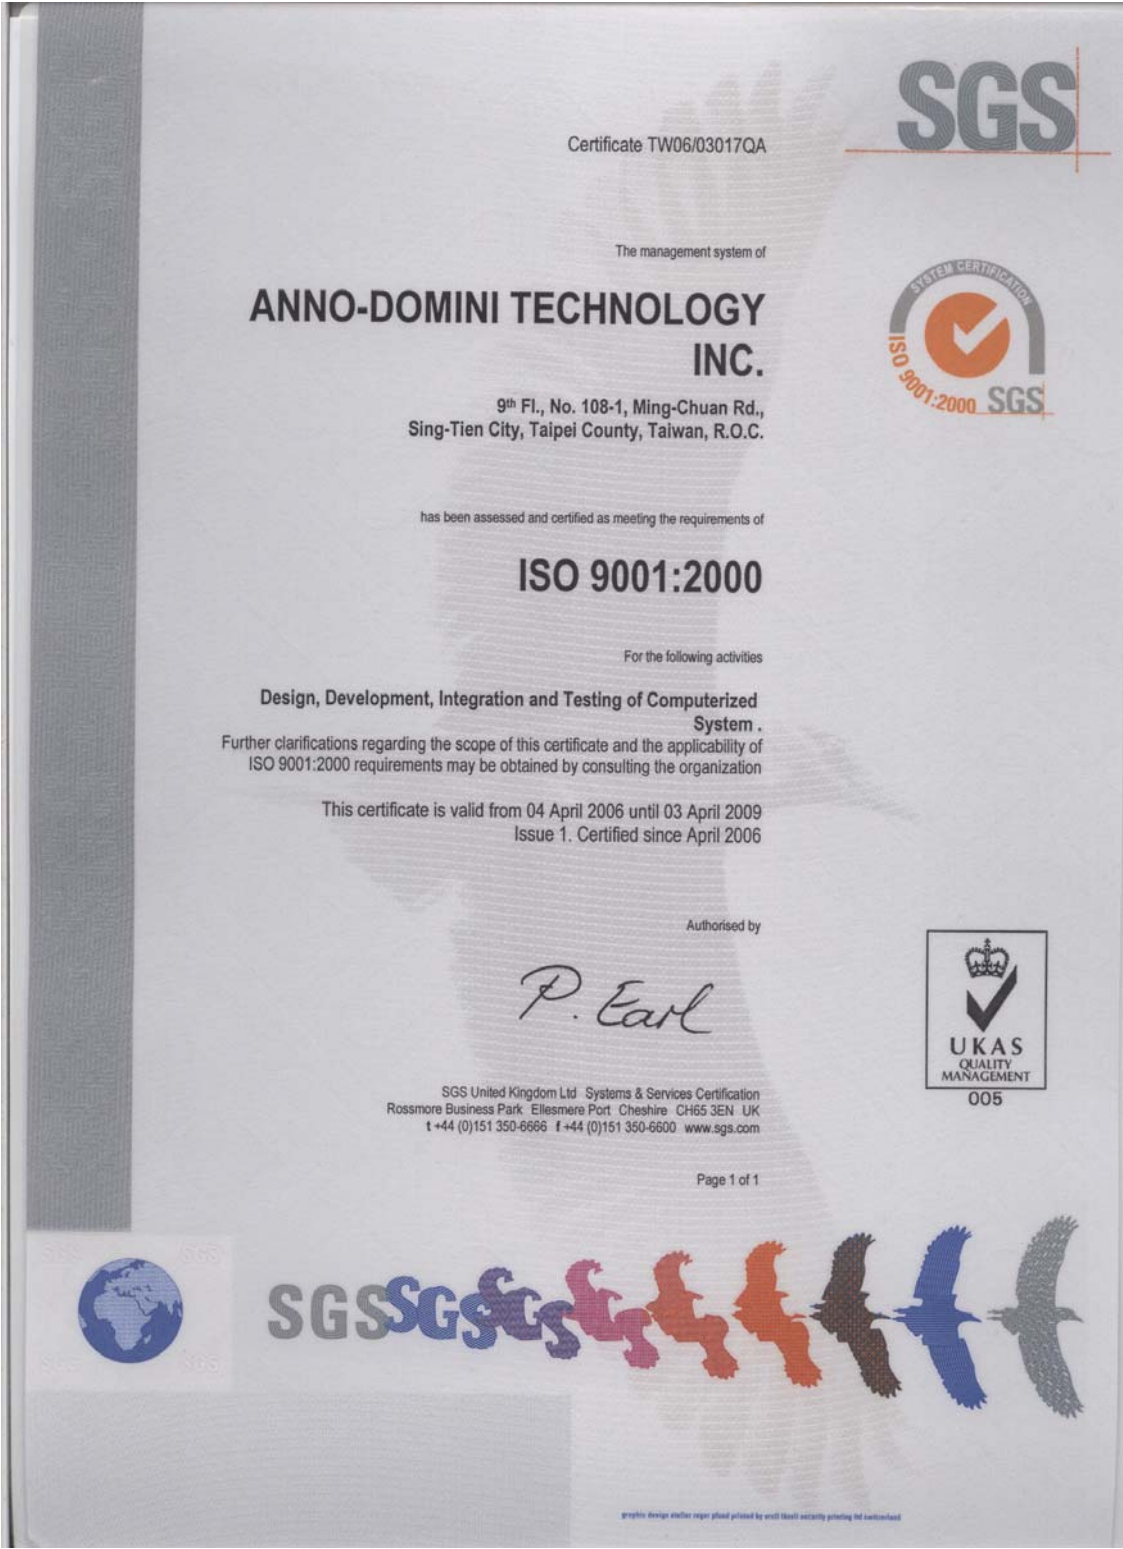 SGS
Certificate TW06/03017QA
The management system of
ANNO-DOMINI TECHNOLOGY
INC.
9th Fl., No. 108-1, Ming-Chuan Rd.,
Sing-Tien City, Taipei County, Taiwan, R.O.C.
SYSTEM CERTIFICATION
ISO 9001:2000 SGS
has been assessed and certified as meeting the requirements of
ISO 9001:2000
For the following activities
Design, Development, Integration and Testing of Computerized
System .
Further clarifications regarding the scope of this certificate and the applicability of
ISO 9001:2000 requirements may be obtained by consulting the organization
This certificate is valid from 04 April 2006 until 03 April 2009
Issue 1. Certified since April 2006
Authorised by
P. Earl
UKAS
QUALITY
MANAGEMENT
005
SGS United Kingdom Ltd Systems & Services Certification
Rossmore Business Park Ellesmere Port Cheshire CH65 3EN UK
t +44 (0)151 350-6666 f +44 (0)151 350-6600 www.sgs.com
Page 1 of 1
SGS SGS SGS